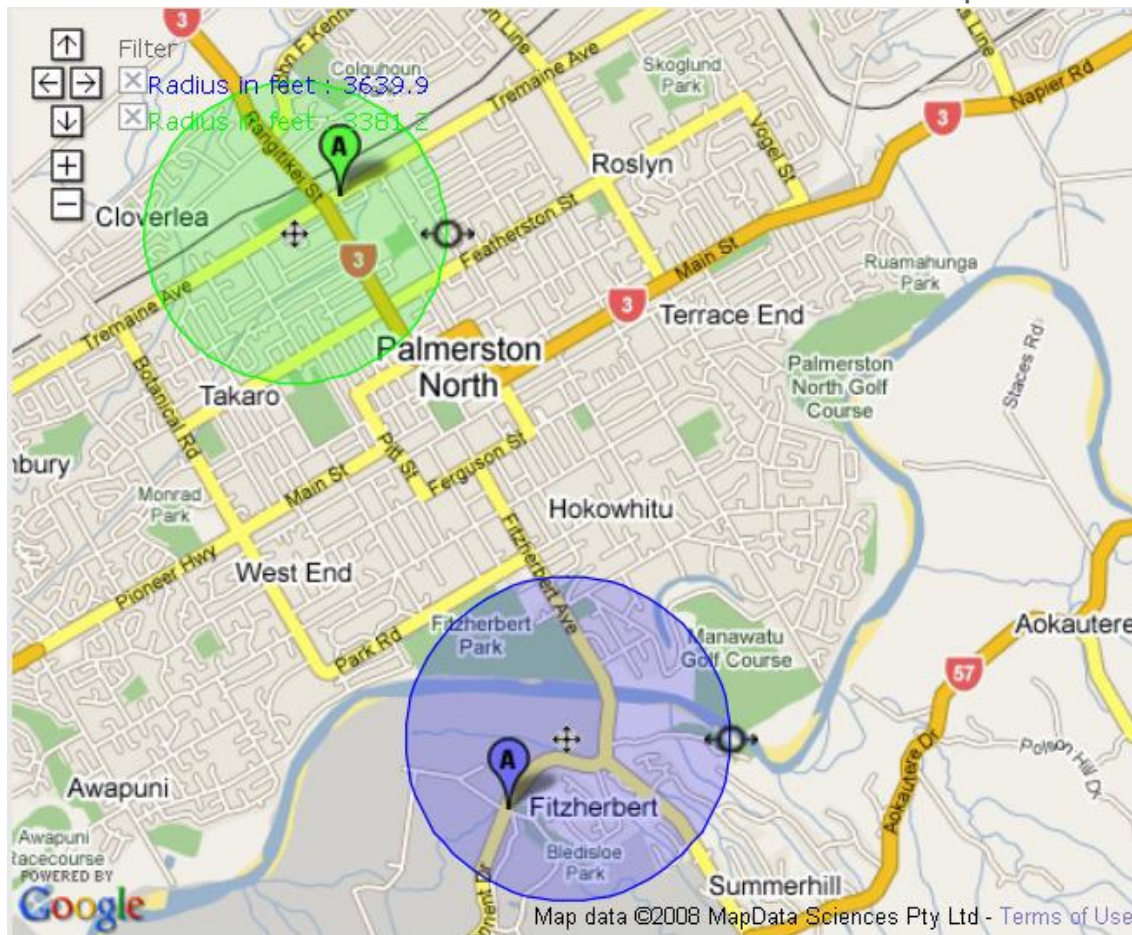 Filter
Radius in feet : 3639.9
Radius in feet : 3381.2
3
Colquhoun
Tremaine Ave
Skoglund
Park
Line
Napier Rd
3
Vogel St
Roslyn
A
Rangitikei St
Cloverlea
Featherston St
3
Main St
3
Ruamahunga
Park
Terrace End
Tremaine Ave
Palmerston
North
Palmerston
North Golf
Course
Staces Rd
Takaro
Botanical Rd
Pitt St
Ferguson St
Main St
Monrad
Park
Hokowhitu
Pioneer Hwy
West End
Fitzherbert Ave
Fitzherbert
Park
Park Rd
Manawatu
Golf Course
Aokautere
57
Aokautere Dr
Polson Hill Dr
A
Awapuni
Fitzherbert
Bledisloe
Park
Awapuni
Racecourse
POWERED BY
Google
Summerhill
Map data ©2008 MapData Sciences Pty Ltd - Terms of Use